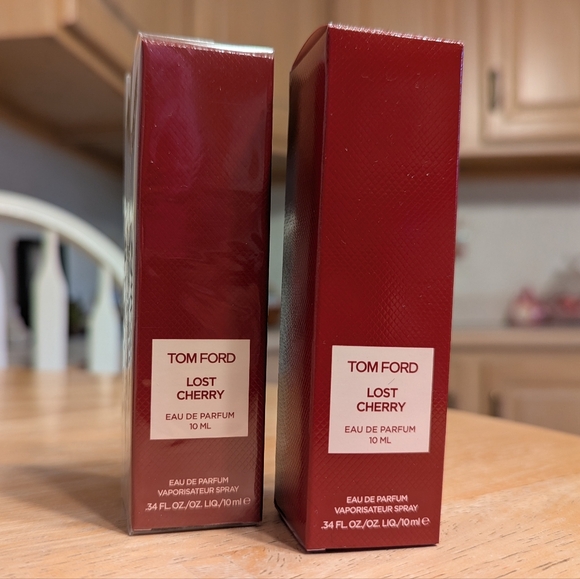 TOM FORD
LOST
CHERRY
EAU DE PARFUM
10 ML
EAU DE PARFUM
VAPORISATEUR SPRAY
.34 FL. OZ./OZ. LIQ./10 ml ℮
TOM FORD
LOST
CHERRY
EAU DE PARFUM
10 ML
EAU DE PARFUM
VAPORISATEUR SPRAY
.34 FL. OZ./OZ. LIQ./10 ml ℮